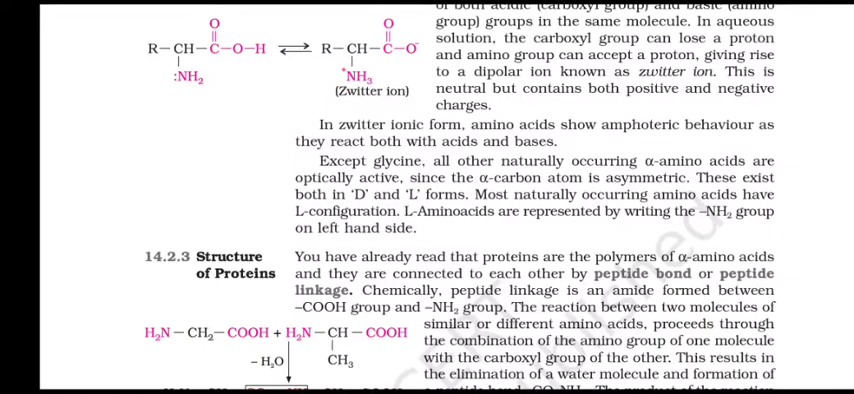 of both acidic (carboxyl group) and basic (amino
group) groups in the same molecule. In aqueous
solution, the carboxyl group can lose a proton
and amino group can accept a proton, giving rise
to a dipolar ion known as zwitter ion. This is
neutral but contains both positive and negative
charges.
O O
|| ||
R–CH–C–O–H ⇌ R–CH–C–O⁻
| |
:NH₂ ⁺NH₃
(Zwitter ion)
In zwitter ionic form, amino acids show amphoteric behaviour as
they react both with acids and bases.
Except glycine, all other naturally occurring α-amino acids are
optically active, since the α-carbon atom is asymmetric. These exist
both in ‘D’ and ‘L’ forms. Most naturally occurring amino acids have
L-configuration. L-Aminoacids are represented by writing the –NH₂ group
on left hand side.
14.2.3 Structure
of Proteins
You have already read that proteins are the polymers of α-amino acids
and they are connected to each other by peptide bond or peptide
linkage. Chemically, peptide linkage is an amide formed between
–COOH group and –NH₂ group. The reaction between two molecules of
similar or different amino acids, proceeds through
the combination of the amino group of one molecule
with the carboxyl group of the other. This results in
the elimination of a water molecule and formation of
H₂N–CH₂–COOH + H₂N–CH–COOH
|
– H₂O CH₃